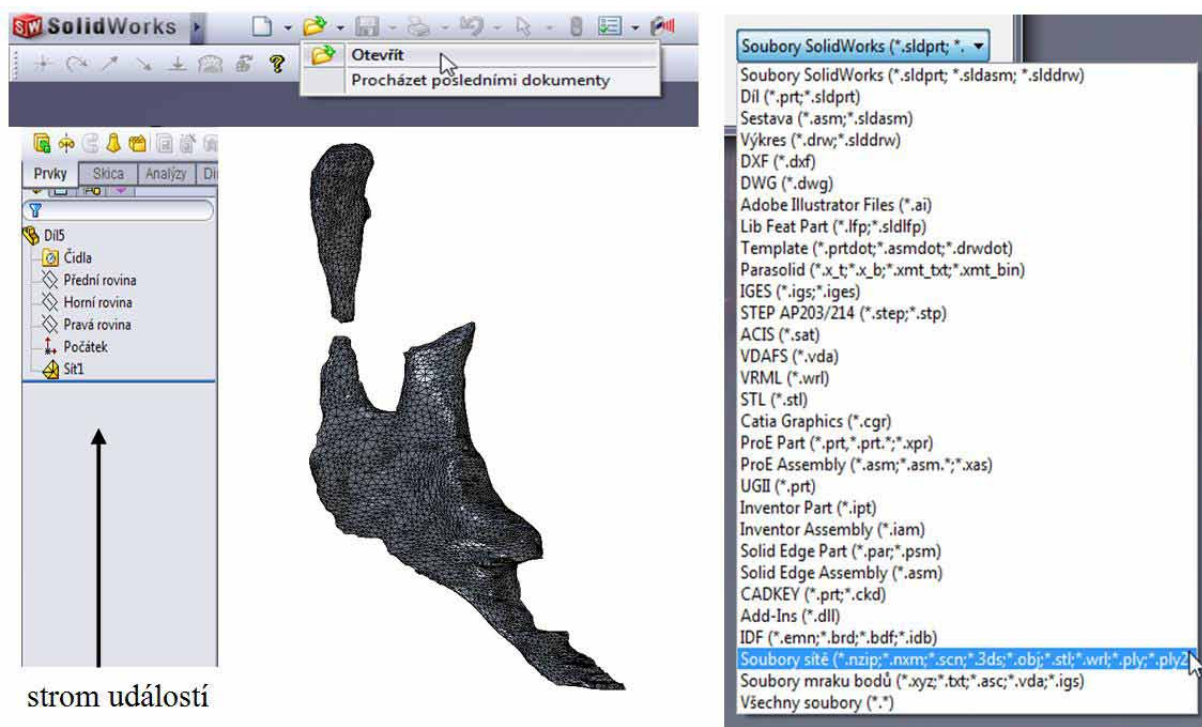 SolidWorks
Otevřít
Procházet posledními dokumenty
Prvky Skica Analýzy
Díl5
Čidla
Přední rovina
Horní rovina
Pravá rovina
Počátek
Síť1
strom událostí
Soubory SolidWorks (*.sldprt; *.
Soubory SolidWorks (*.sldprt; *.sldasm; *.slddrw)
Díl (*.prt;*.sldprt)
Sestava (*.asm;*.sldasm)
Výkres (*.drw;*.slddrw)
DXF (*.dxf)
DWG (*.dwg)
Adobe Illustrator Files (*.ai)
Lib Feat Part (*.lfp;*.sldlfp)
Template (*.prtdot;*.asmdot;*.drwdot)
Parasolid (*.x_t;*.x_b;*.xmt_txt;*.xmt_bin)
IGES (*.igs;*.iges)
STEP AP203/214 (*.step;*.stp)
ACIS (*.sat)
VDAFS (*.vda)
VRML (*.wrl)
STL (*.stl)
Catia Graphics (*.cgr)
ProE Part (*.prt,*.prt.*;*.xpr)
ProE Assembly (*.asm;*.asm.*;*.xas)
UGII (*.prt)
Inventor Part (*.ipt)
Inventor Assembly (*.iam)
Solid Edge Part (*.par;*.psm)
Solid Edge Assembly (*.asm)
CADKEY (*.prt;*.ckd)
Add-Ins (*.dll)
IDF (*.emn;*.brd;*.bdf;*.idb)
Soubory sítě (*.nzip;*.nxm;*.scn;*.3ds;*.obj;*.stl;*.wrl;*.ply;*.ply2
Soubory mraku bodů (*.xyz;*.txt;*.asc;*.vda;*.igs)
Všechny soubory (*.*)